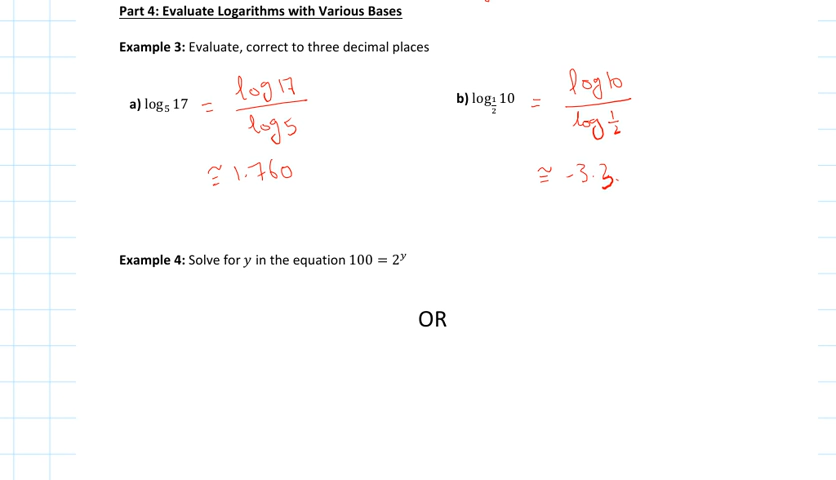 Part 4: Evaluate Logarithms with Various Bases
Example 3: Evaluate, correct to three decimal places
a) log₅ 17 = log 17 / log 5
≅ 1.760
b) log_{1/2} 10 = log 10 / log 1/2
≅ -3.3.
Example 4: Solve for y in the equation 100 = 2^y
OR